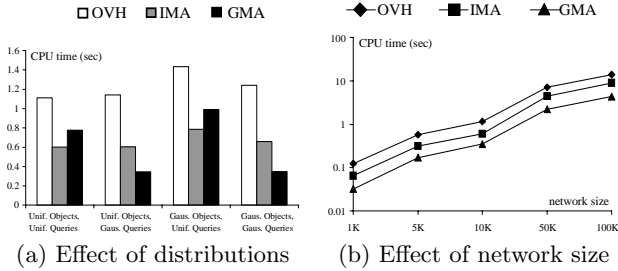 OVH IMA GMA
CPU time (sec)
1.6
1.4
1.2
1
0.8
0.6
0.4
0.2
0
Unif. Objects, Unif. Queries
Unif. Objects, Gaus. Queries
Gaus. Objects, Unif. Queries
Gaus. Objects, Gaus. Queries
(a) Effect of distributions
OVH IMA GMA
CPU time (sec)
100
10
1
0.1
0.01
network size
1K 5K 10K 50K 100K
(b) Effect of network size